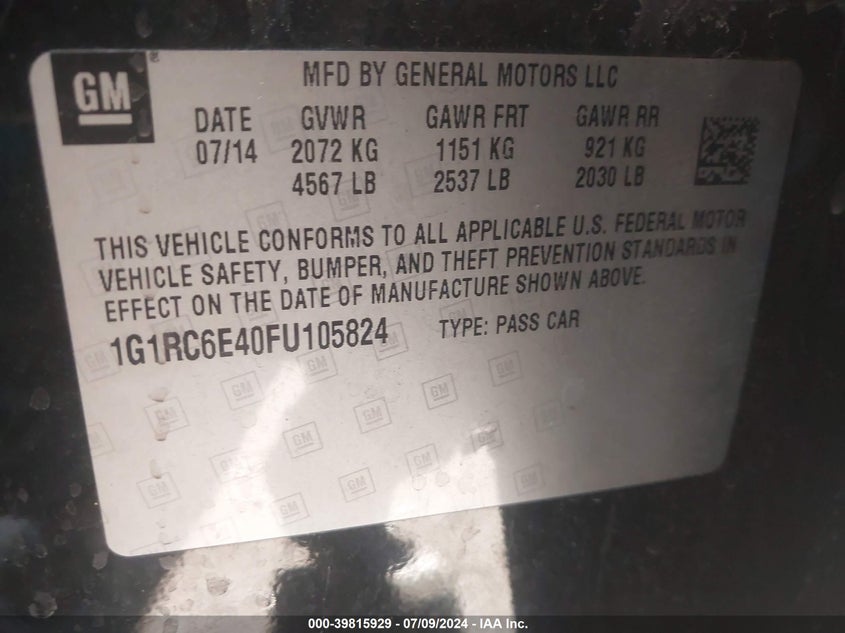 GM® MFD BY GENERAL MOTORS LLC
DATE GVWR GAWR FRT GAWR RR
07/14 2072 KG 1151 KG 921 KG
4567 LB 2537 LB 2030 LB
THIS VEHICLE CONFORMS TO ALL APPLICABLE U.S. FEDERAL MOTOR
VEHICLE SAFETY, BUMPER, AND THEFT PREVENTION STANDARDS IN
EFFECT ON THE DATE OF MANUFACTURE SHOWN ABOVE.
1G1RC6E40FU105824 TYPE: PASS CAR
000-39815929 - 07/09/2024 - IAA Inc.